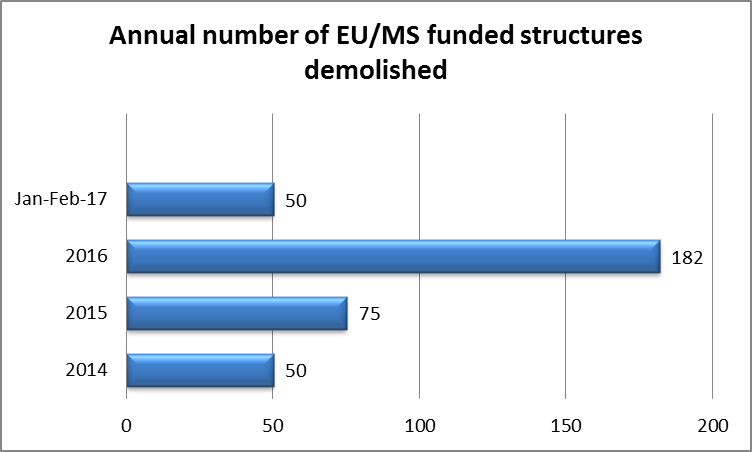 Annual number of EU/MS funded structures
demolished
Jan-Feb-17 50
2016 182
2015 75
2014 50
0 50 100 150 200